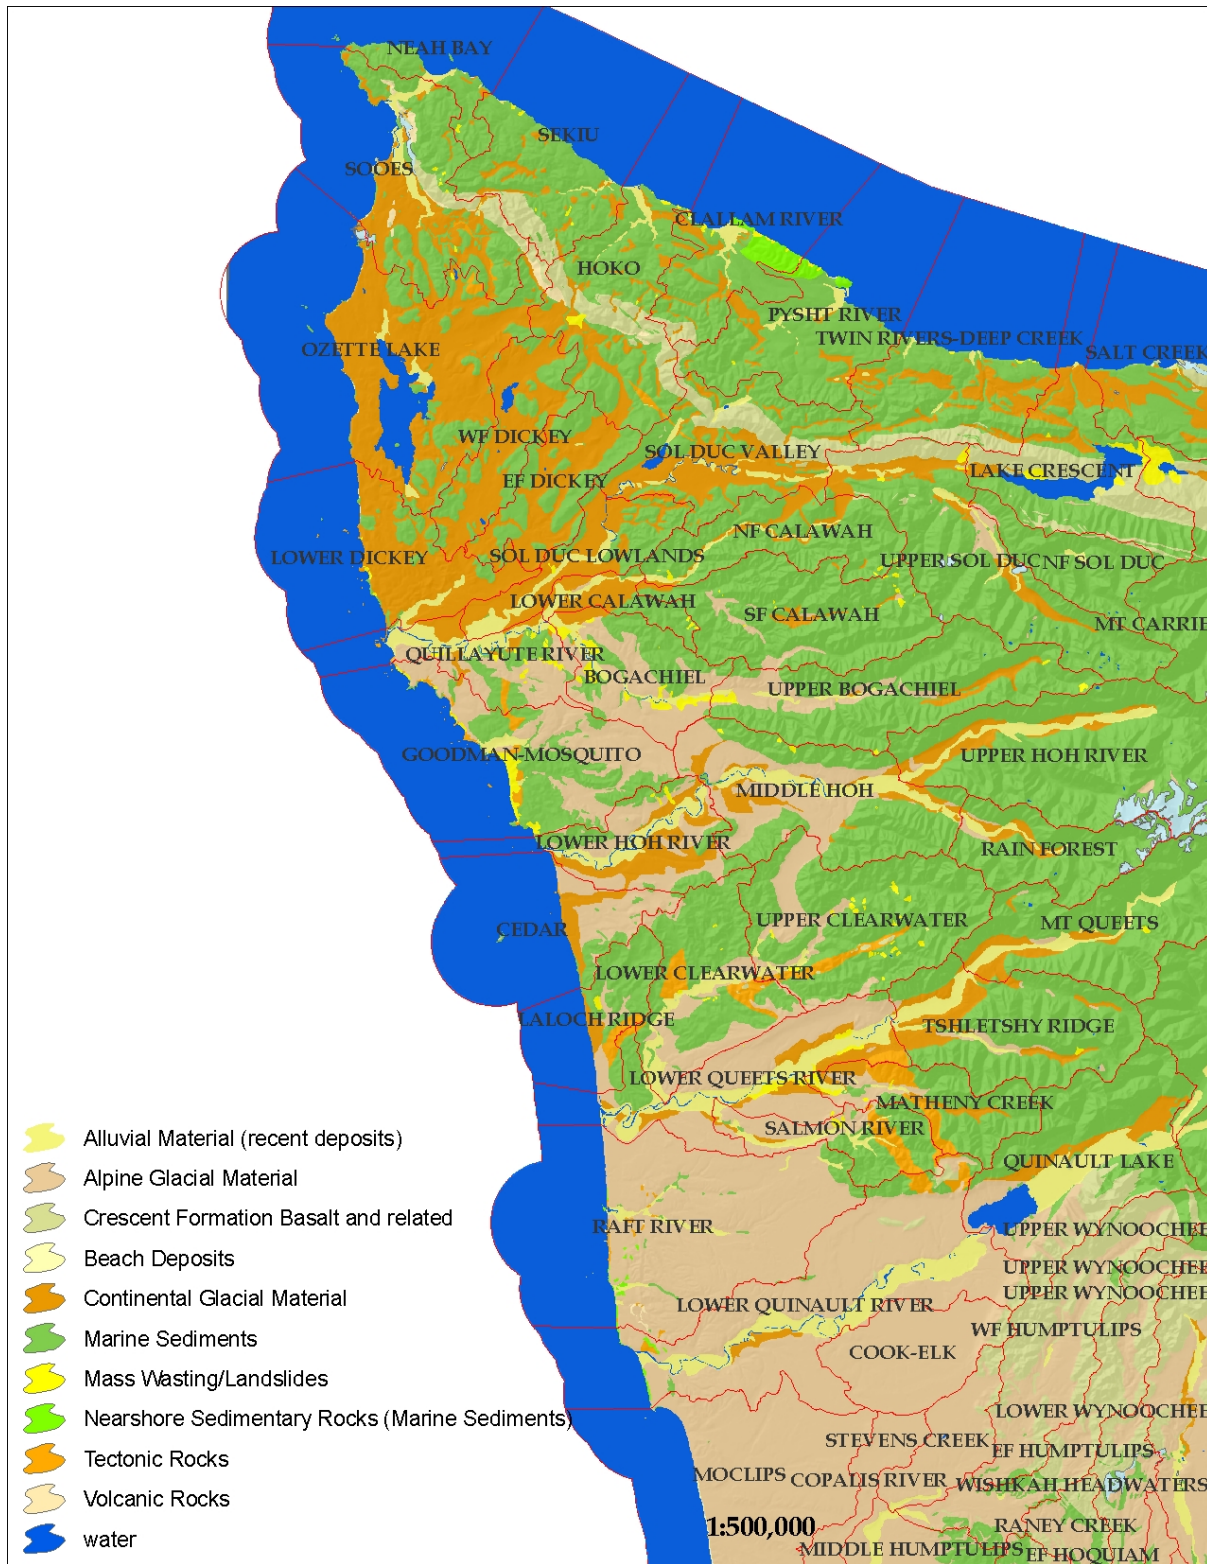 NEAH BAY
SEKIU
SOOES
CLALLAM RIVER
HOKO
PYSHT RIVER
TWIN RIVERS-DEEP CREEK
OZETTE LAKE
SALT CREEK
WF DICKEY
SOL DUC VALLEY
LAKE CRESCENT
EF DICKEY
NF CALAWAH
LOWER DICKEY
SOL DUC LOWLANDS
UPPER SOL DUC
NF SOL DUC
LOWER CALAWAH
SF CALAWAH
MT CARRIE
QUILLAYUTE RIVER
BOGACHIEL
UPPER BOGACHIEL
GOODMAN-MOSQUITO
UPPER HOH RIVER
MIDDLE HOH
LOWER HOH RIVER
RAIN FOREST
CEDAR
UPPER CLEARWATER
MT QUEETS
LOWER CLEARWATER
LALOCH RIDGE
TSHLETSHY RIDGE
LOWER QUEETS RIVER
MATHENY CREEK
SALMON RIVER
QUINAULT LAKE
RAFT RIVER
UPPER WYNOOCHEE
UPPER WYNOOCHEE
UPPER WYNOOCHEE
LOWER QUINAULT RIVER
WF HUMPTULIPS
COOK-ELK
LOWER WYNOOCHEE
STEVENS CREEK
EF HUMPTULIPS
MOCLIPS
COPALIS RIVER
WISHKAH HEADWATERS
1:500,000
RANEY CREEK
MIDDLE HUMPTULIPS
EF HOQUIAM
Alluvial Material (recent deposits)
Alpine Glacial Material
Crescent Formation Basalt and related
Beach Deposits
Continental Glacial Material
Marine Sediments
Mass Wasting/Landslides
Nearshore Sedimentary Rocks (Marine Sediments)
Tectonic Rocks
Volcanic Rocks
water